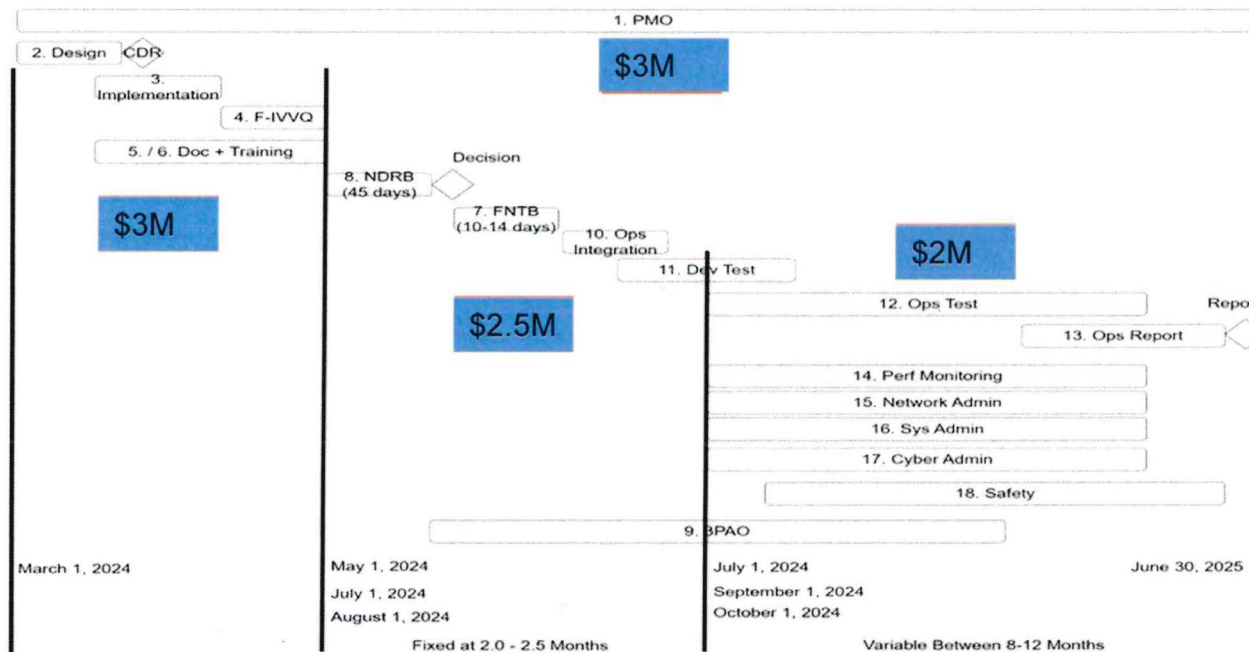 1. PMO
2. Design
CDR
$3M
3.
Implementation
4. F-IVVQ
5. / 6. Doc + Training
Decision
8. NDRB
(45 days)
$3M
7. FNTB
(10-14 days)
10. Ops
Integration
$2M
11. Dev Test
12. Ops Test
Repo
$2.5M
13. Ops Report
14. Perf Monitoring
15. Network Admin
16. Sys Admin
17. Cyber Admin
18. Safety
9. BPAO
March 1, 2024
May 1, 2024
July 1, 2024
June 30, 2025
July 1, 2024
September 1, 2024
August 1, 2024
October 1, 2024
Fixed at 2.0 - 2.5 Months
Variable Between 8-12 Months